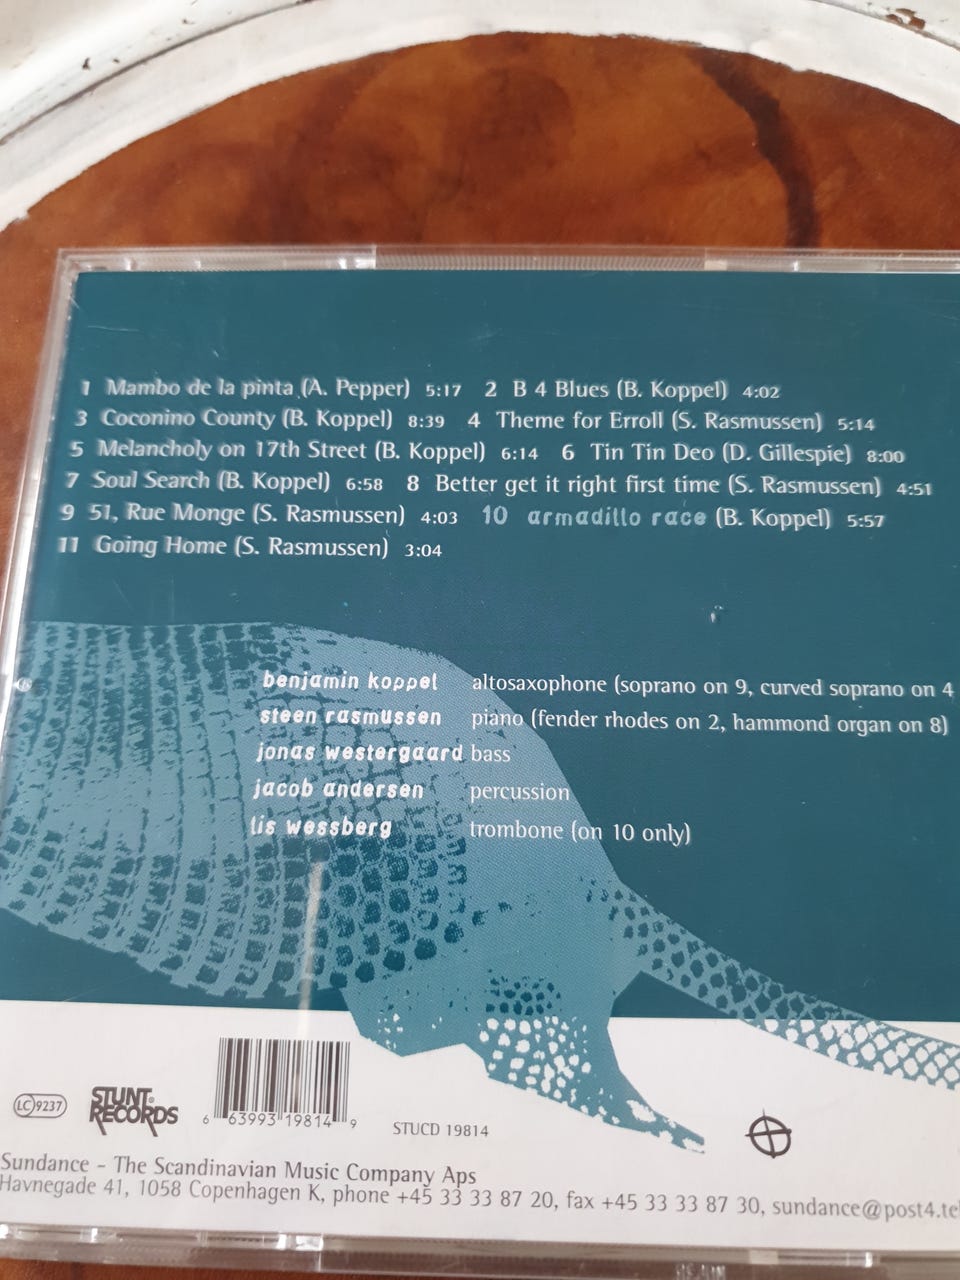 1 Mambo de la pinta (A. Pepper) 5:17 2 B 4 Blues (B. Koppel) 4:02
3 Coconino County (B. Koppel) 8:39 4 Theme for Erroll (S. Rasmussen) 5:14
5 Melancholy on 17th Street (B. Koppel) 6:14 6 Tin Tin Deo (D. Gillespie) 8:00
7 Soul Search (B. Koppel) 6:58 8 Better get it right first time (S. Rasmussen) 4:51
9 51, Rue Monge (S. Rasmussen) 4:03 10 armadillo race (B. Koppel) 5:57
11 Going Home (S. Rasmussen) 3:04
benjamin koppel altosaxophone (soprano on 9, curved soprano on 4
steen rasmussen piano (fender rhodes on 2, hammond organ on 8)
jonas westergaard bass
jacob andersen percussion
lis wessberg trombone (on 10 only)
LC 9237
STUNT RECORDS
6 63993 19814 9
STUCD 19814
Sundance - The Scandinavian Music Company Aps
Havnegade 41, 1058 Copenhagen K, phone +45 33 33 87 20, fax +45 33 33 87 30, sundance@post4.tel